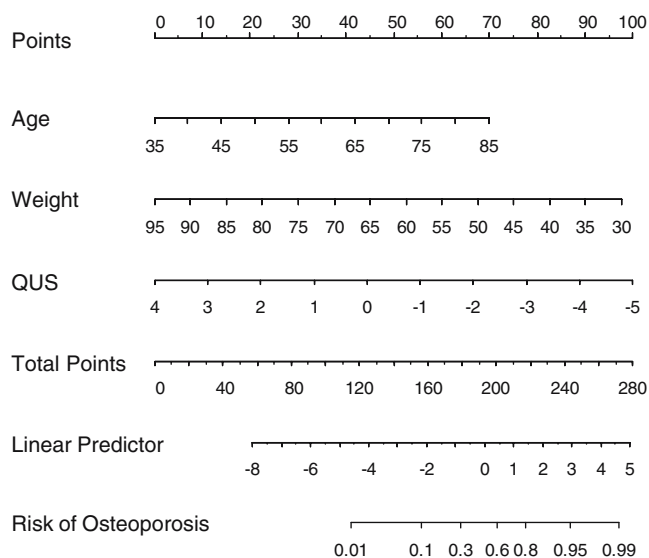 Points 0 10 20 30 40 50 60 70 80 90 100
Age
35 45 55 65 75 85
Weight
95 90 85 80 75 70 65 60 55 50 45 40 35 30
QUS
4 3 2 1 0 -1 -2 -3 -4 -5
Total Points
0 40 80 120 160 200 240 280
Linear Predictor
-8 -6 -4 -2 0 1 2 3 4 5
Risk of Osteoporosis
0.01 0.1 0.3 0.6 0.8 0.95 0.99